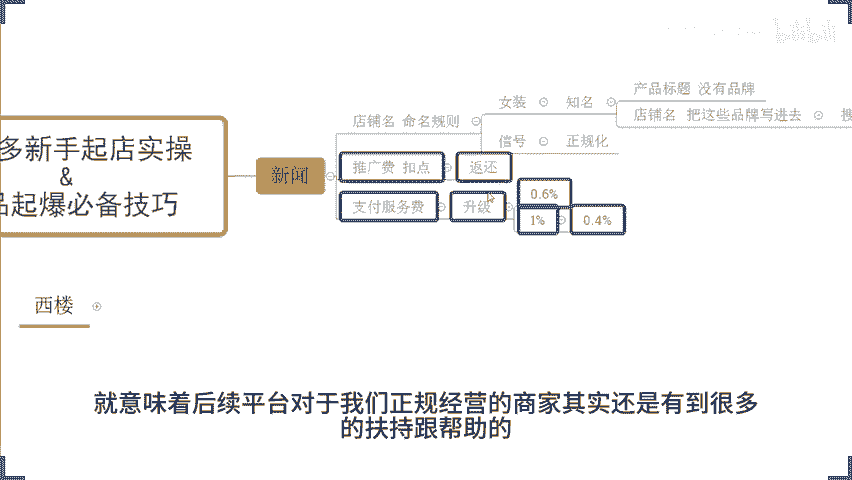 bilibili
多新手起店实操
&
品起爆必备技巧
新闻
店铺名 命名规则
女装
知名
产品标题 没有品牌
店铺名 把这些品牌写进去
信号
正规化
推广费 扣点
返还
支付服务费
升级
0.6%
1%
0.4%
西楼
就意味着后续平台对于我们正规经营的商家其实还是有到很多
的扶持跟帮助的